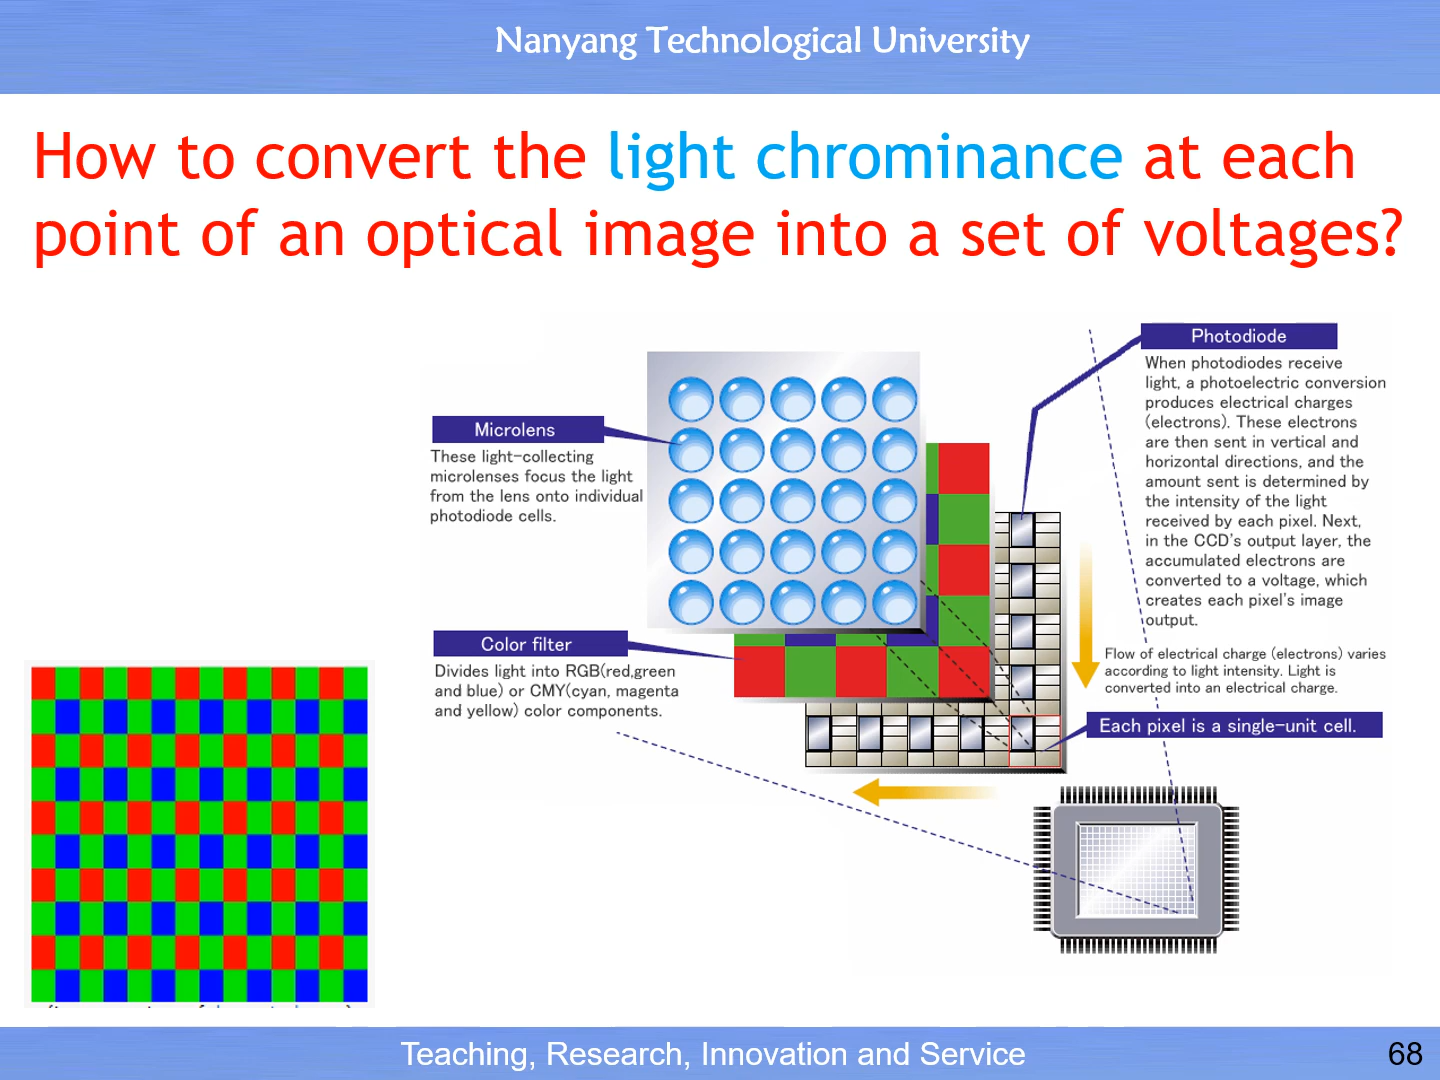 Nanyang Technological University
How to convert the light chrominance at each
point of an optical image into a set of voltages?
Photodiode
When photodiodes receive
light, a photoelectric conversion
produces electrical charges
(electrons). These electrons
are then sent in vertical and
horizontal directions, and the
amount sent is determined by
the intensity of the light
received by each pixel. Next,
in the CCD's output layer, the
accumulated electrons are
converted to a voltage, which
creates each pixel's image
output.
Microlens
These light-collecting
microlenses focus the light
from the lens onto individual
photodiode cells.
Color filter
Divides light into RGB(red,green
and blue) or CMY(cyan, magenta
and yellow) color components.
Flow of electrical charge (electrons) varies
according to light intensity. Light is
converted into an electrical charge.
Each pixel is a single-unit cell.
Teaching, Research, Innovation and Service
68